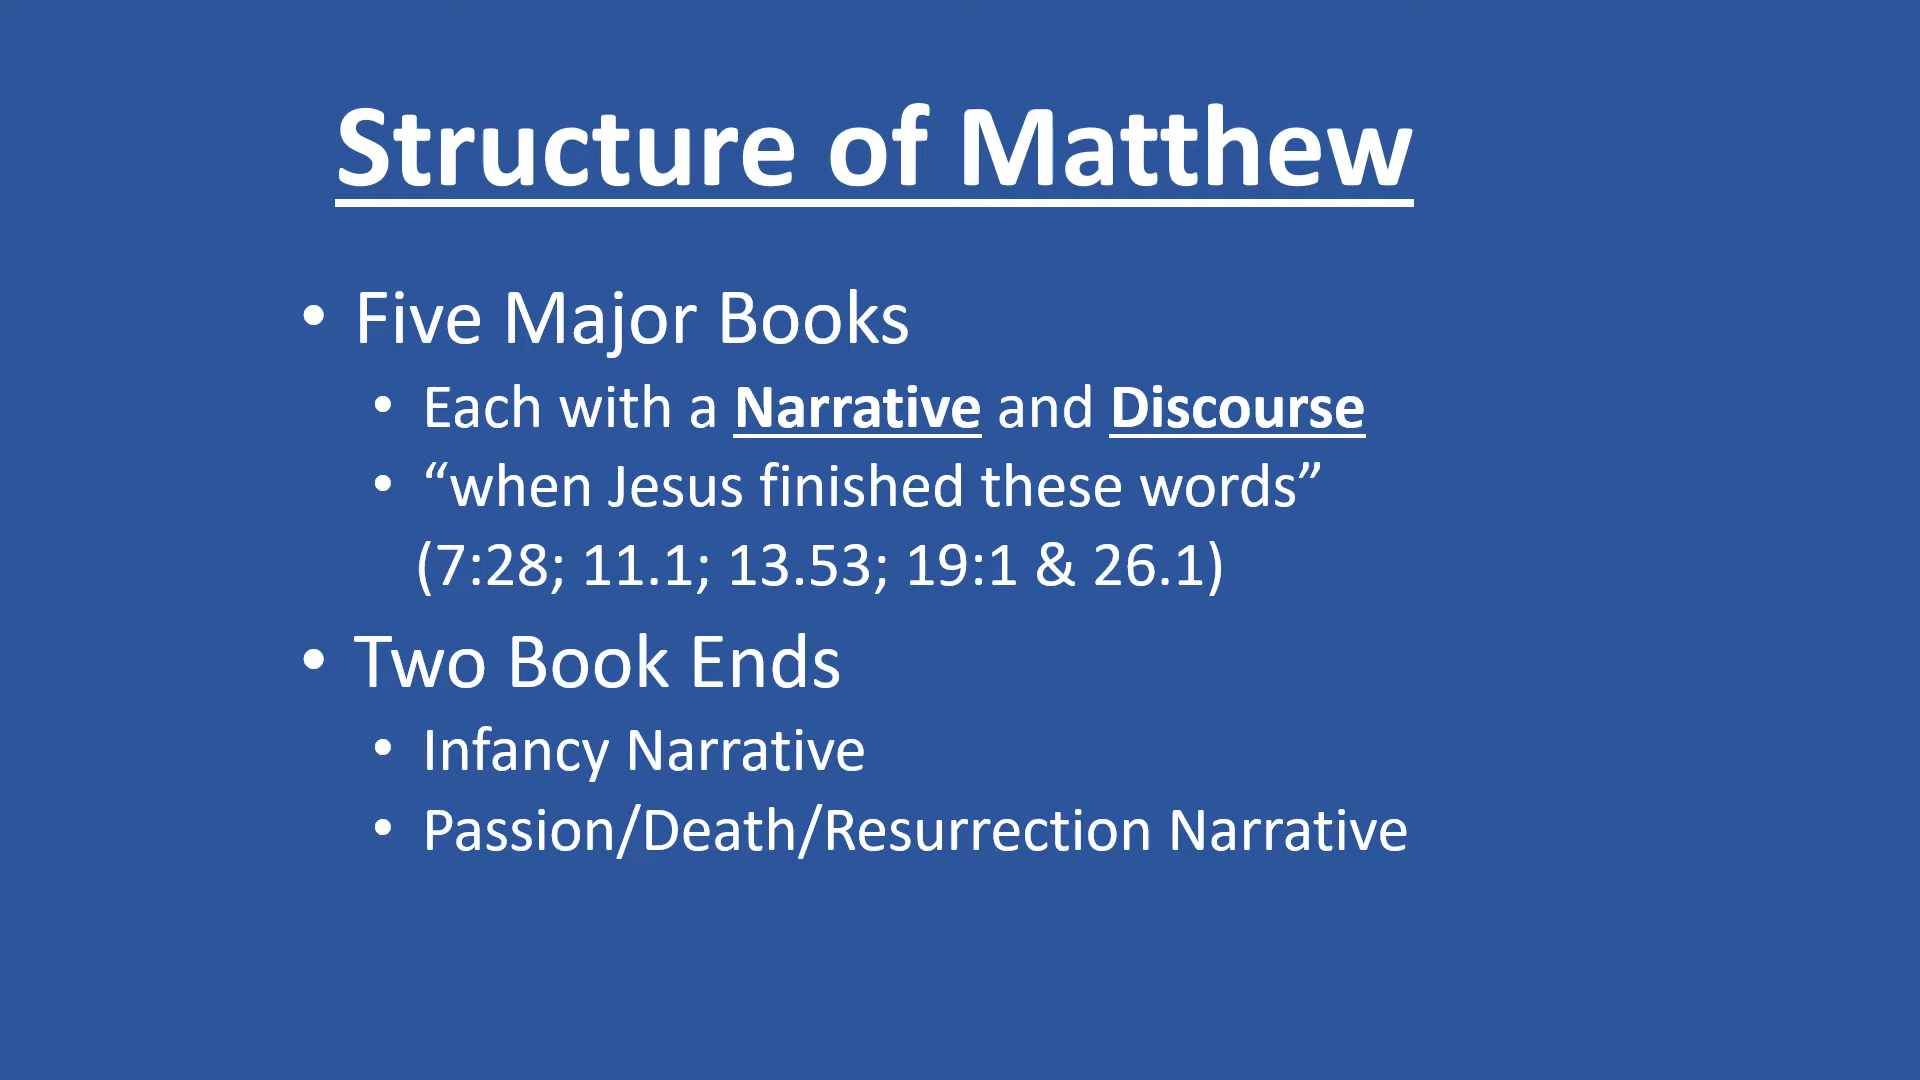 Structure of Matthew
• Five Major Books
• Each with a Narrative and Discourse
• “when Jesus finished these words”
(7:28; 11.1; 13.53; 19:1 & 26.1)
• Two Book Ends
• Infancy Narrative
• Passion/Death/Resurrection Narrative